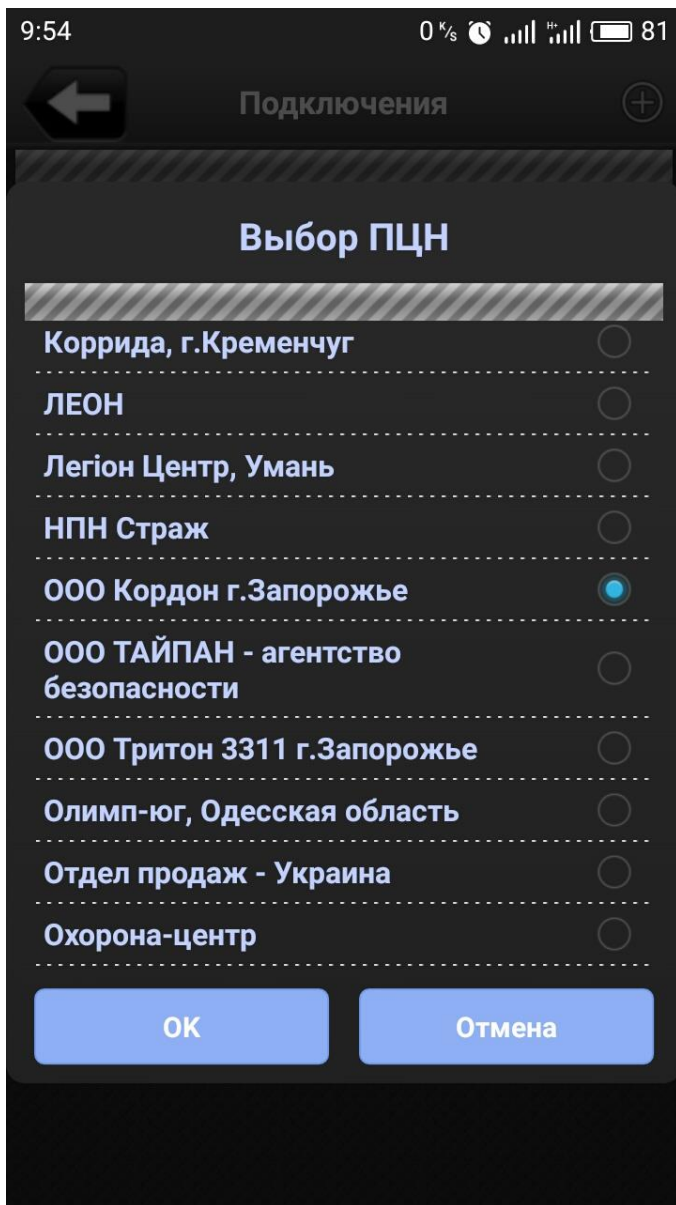 9:54
0 K/s H+ 81
Подключения
Выбор ПЦН
Коррида, г.Кременчуг
ЛЕОН
Легіон Центр, Умань
НПН Страж
ООО Кордон г.Запорожье
ООО ТАЙПАН - агентство
безопасности
ООО Тритон 3311 г.Запорожье
Олимп-юг, Одесская область
Отдел продаж - Украина
Охорона-центр
OK
Отмена